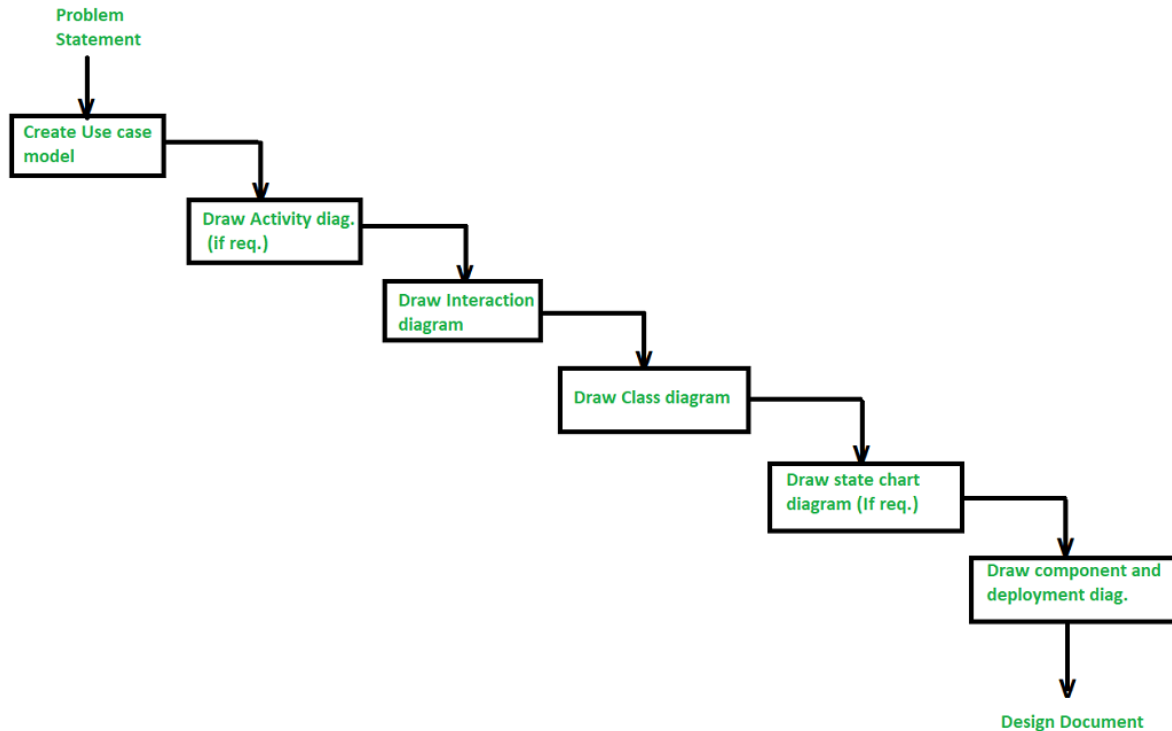 Problem
Statement
Create Use case
model
Draw Activity diag.
(if req.)
Draw Interaction
diagram
Draw Class diagram
Draw state chart
diagram (If req.)
Draw component and
deployment diag.
Design Document